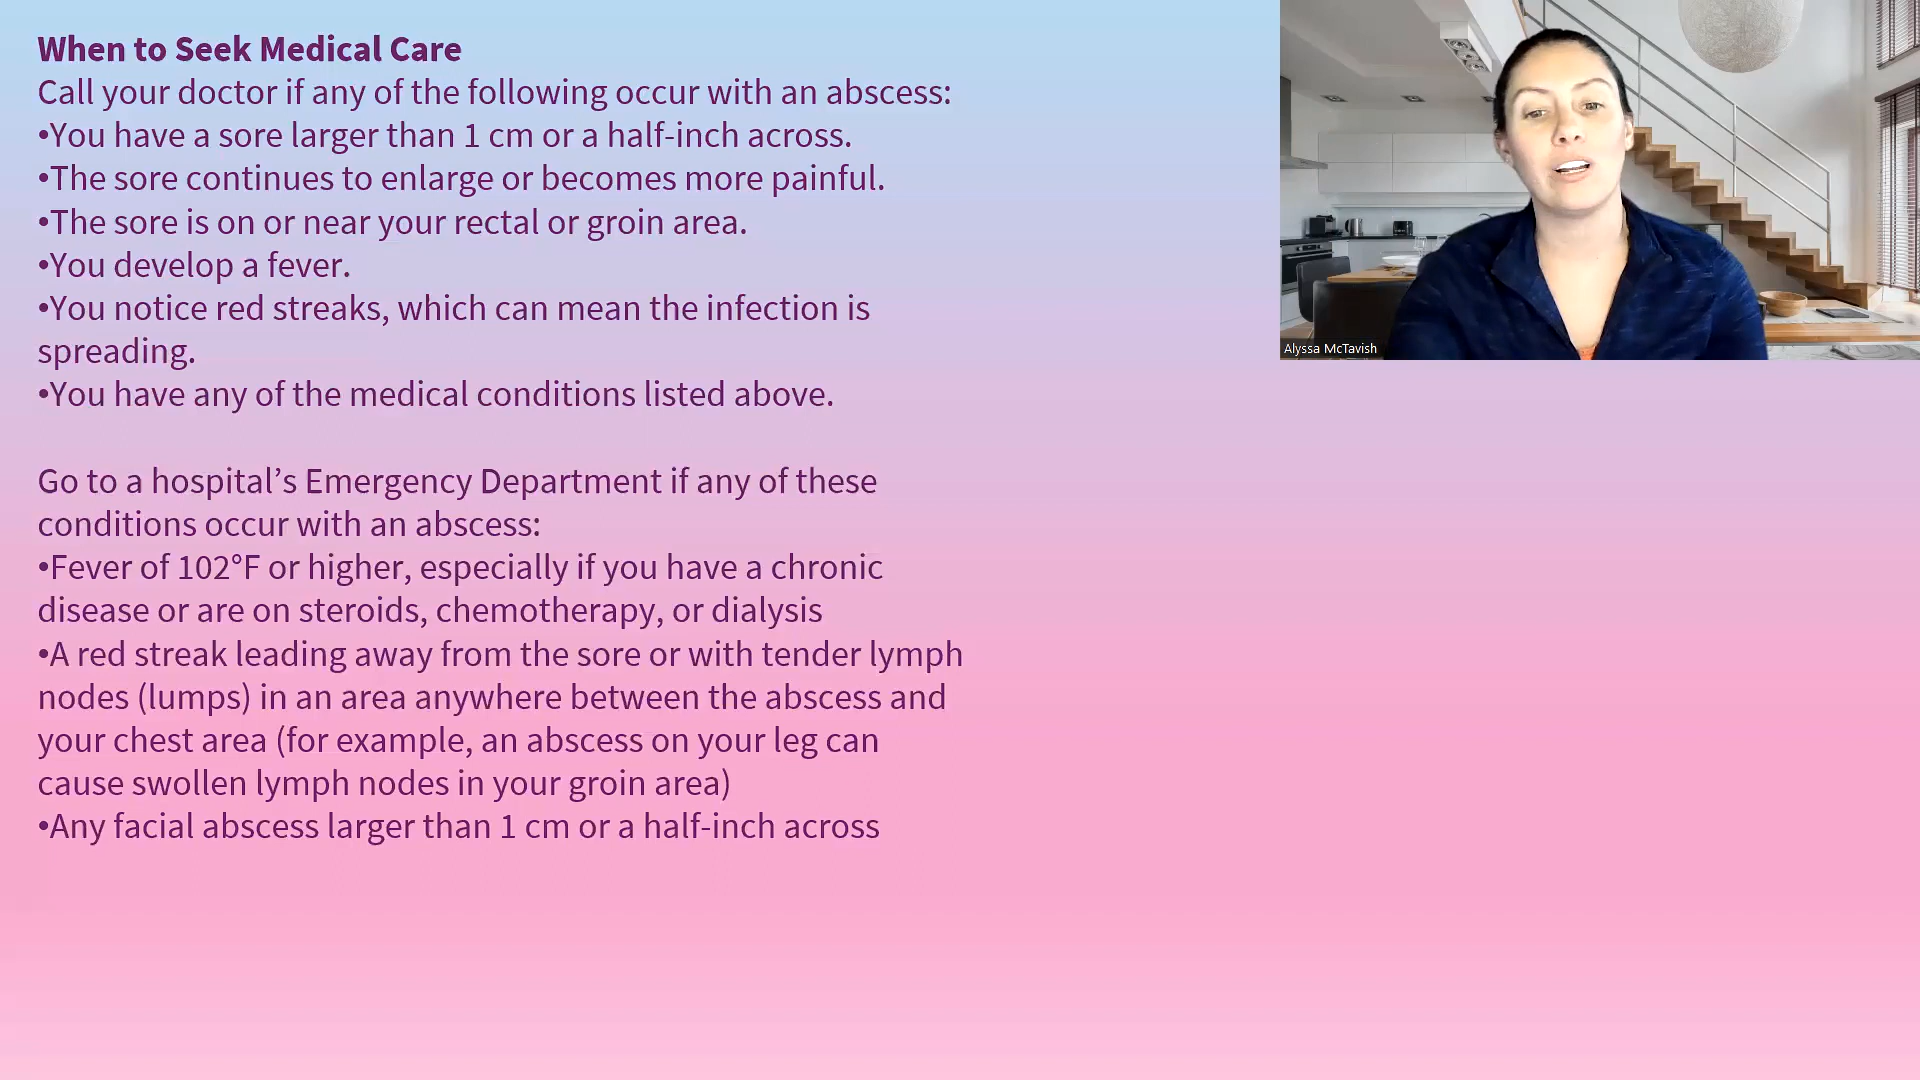 When to Seek Medical Care
Call your doctor if any of the following occur with an abscess:
•You have a sore larger than 1 cm or a half-inch across.
•The sore continues to enlarge or becomes more painful.
•The sore is on or near your rectal or groin area.
•You develop a fever.
•You notice red streaks, which can mean the infection is
spreading.
•You have any of the medical conditions listed above.
Go to a hospital’s Emergency Department if any of these
conditions occur with an abscess:
•Fever of 102°F or higher, especially if you have a chronic
disease or are on steroids, chemotherapy, or dialysis
•A red streak leading away from the sore or with tender lymph
nodes (lumps) in an area anywhere between the abscess and
your chest area (for example, an abscess on your leg can
cause swollen lymph nodes in your groin area)
•Any facial abscess larger than 1 cm or a half-inch across
Alyssa McTavish